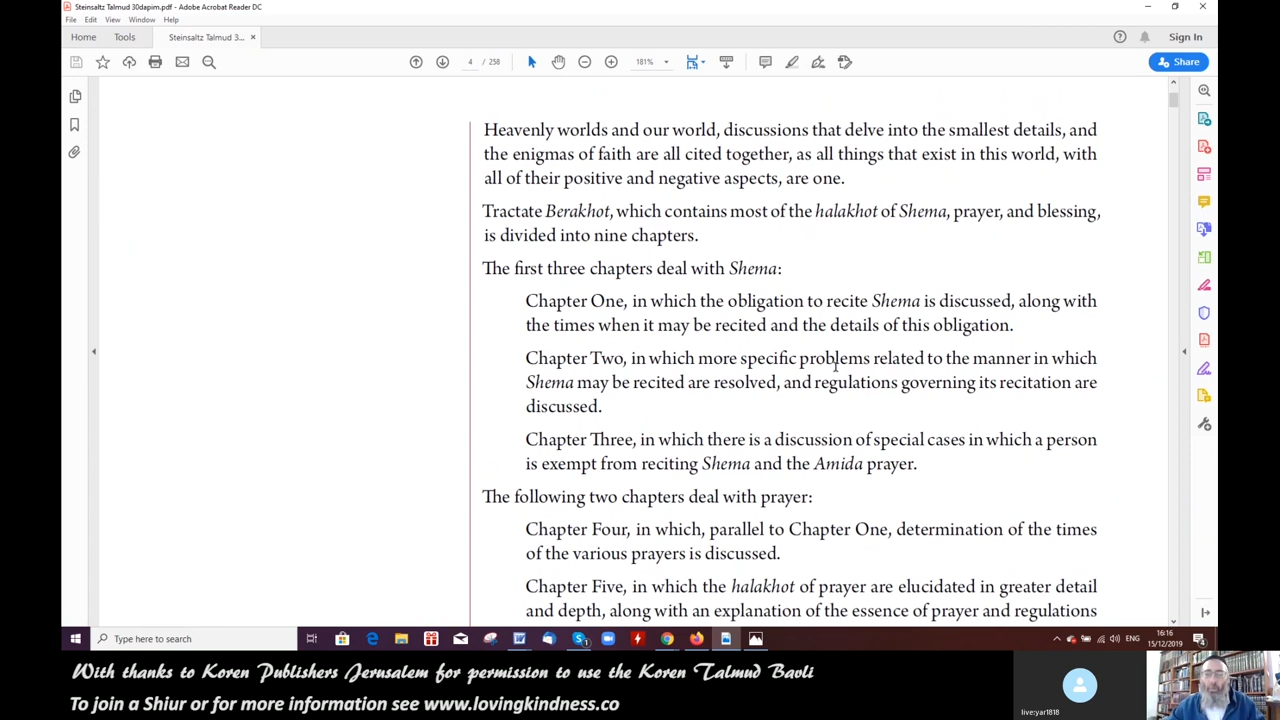 Steinsaltz Talmud 30dapim.pdf - Adobe Acrobat Reader DC
File Edit View Window Help
Home Tools Steinsaltz Talmud 3... × Sign In
4 / 258 181% Share
Heavenly worlds and our world, discussions that delve into the smallest details, and
the enigmas of faith are all cited together, as all things that exist in this world, with
all of their positive and negative aspects, are one.
Tractate Berakhot, which contains most of the halakhot of Shema, prayer, and blessing,
is divided into nine chapters.
The first three chapters deal with Shema:
Chapter One, in which the obligation to recite Shema is discussed, along with
the times when it may be recited and the details of this obligation.
Chapter Two, in which more specific problems related to the manner in which
Shema may be recited are resolved, and regulations governing its recitation are
discussed.
Chapter Three, in which there is a discussion of special cases in which a person
is exempt from reciting Shema and the Amida prayer.
The following two chapters deal with prayer:
Chapter Four, in which, parallel to Chapter One, determination of the times
of the various prayers is discussed.
Chapter Five, in which the halakhot of prayer are elucidated in greater detail
and depth, along with an explanation of the essence of prayer and regulations
Type here to search
ENG
16:16
15/12/2019
With thanks to Koren Publishers Jerusalem for permission to use the Koren Talmud Bavli
To join a Shiur or for more information see www.lovingkindness.co
live:yar1818